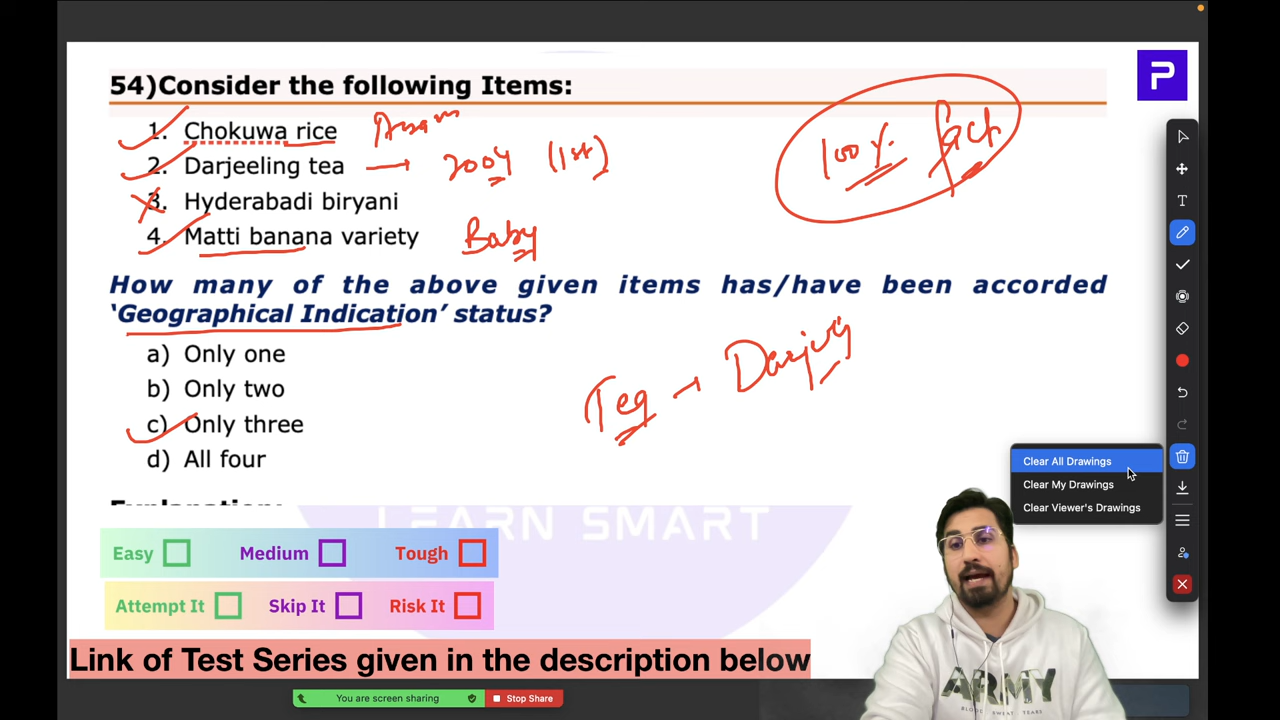 54)Consider the following Items:
1. Chokuwa rice Assam
2. Darjeeling tea → 2004 (1st)
3. Hyderabadi biryani
4. Matti banana variety Baby
100% fact
How many of the above given items has/have been accorded
‘Geographical Indication’ status?
a) Only one
b) Only two
c) Only three
d) All four
Tea → Darjeeling
Explanation:
LEARN SMART
Easy Medium Tough
Attempt It Skip It Risk It
Link of Test Series given in the description below
You are screen sharing Stop Share
P
T
Clear All Drawings
Clear My Drawings
Clear Viewer's Drawings
ARMY